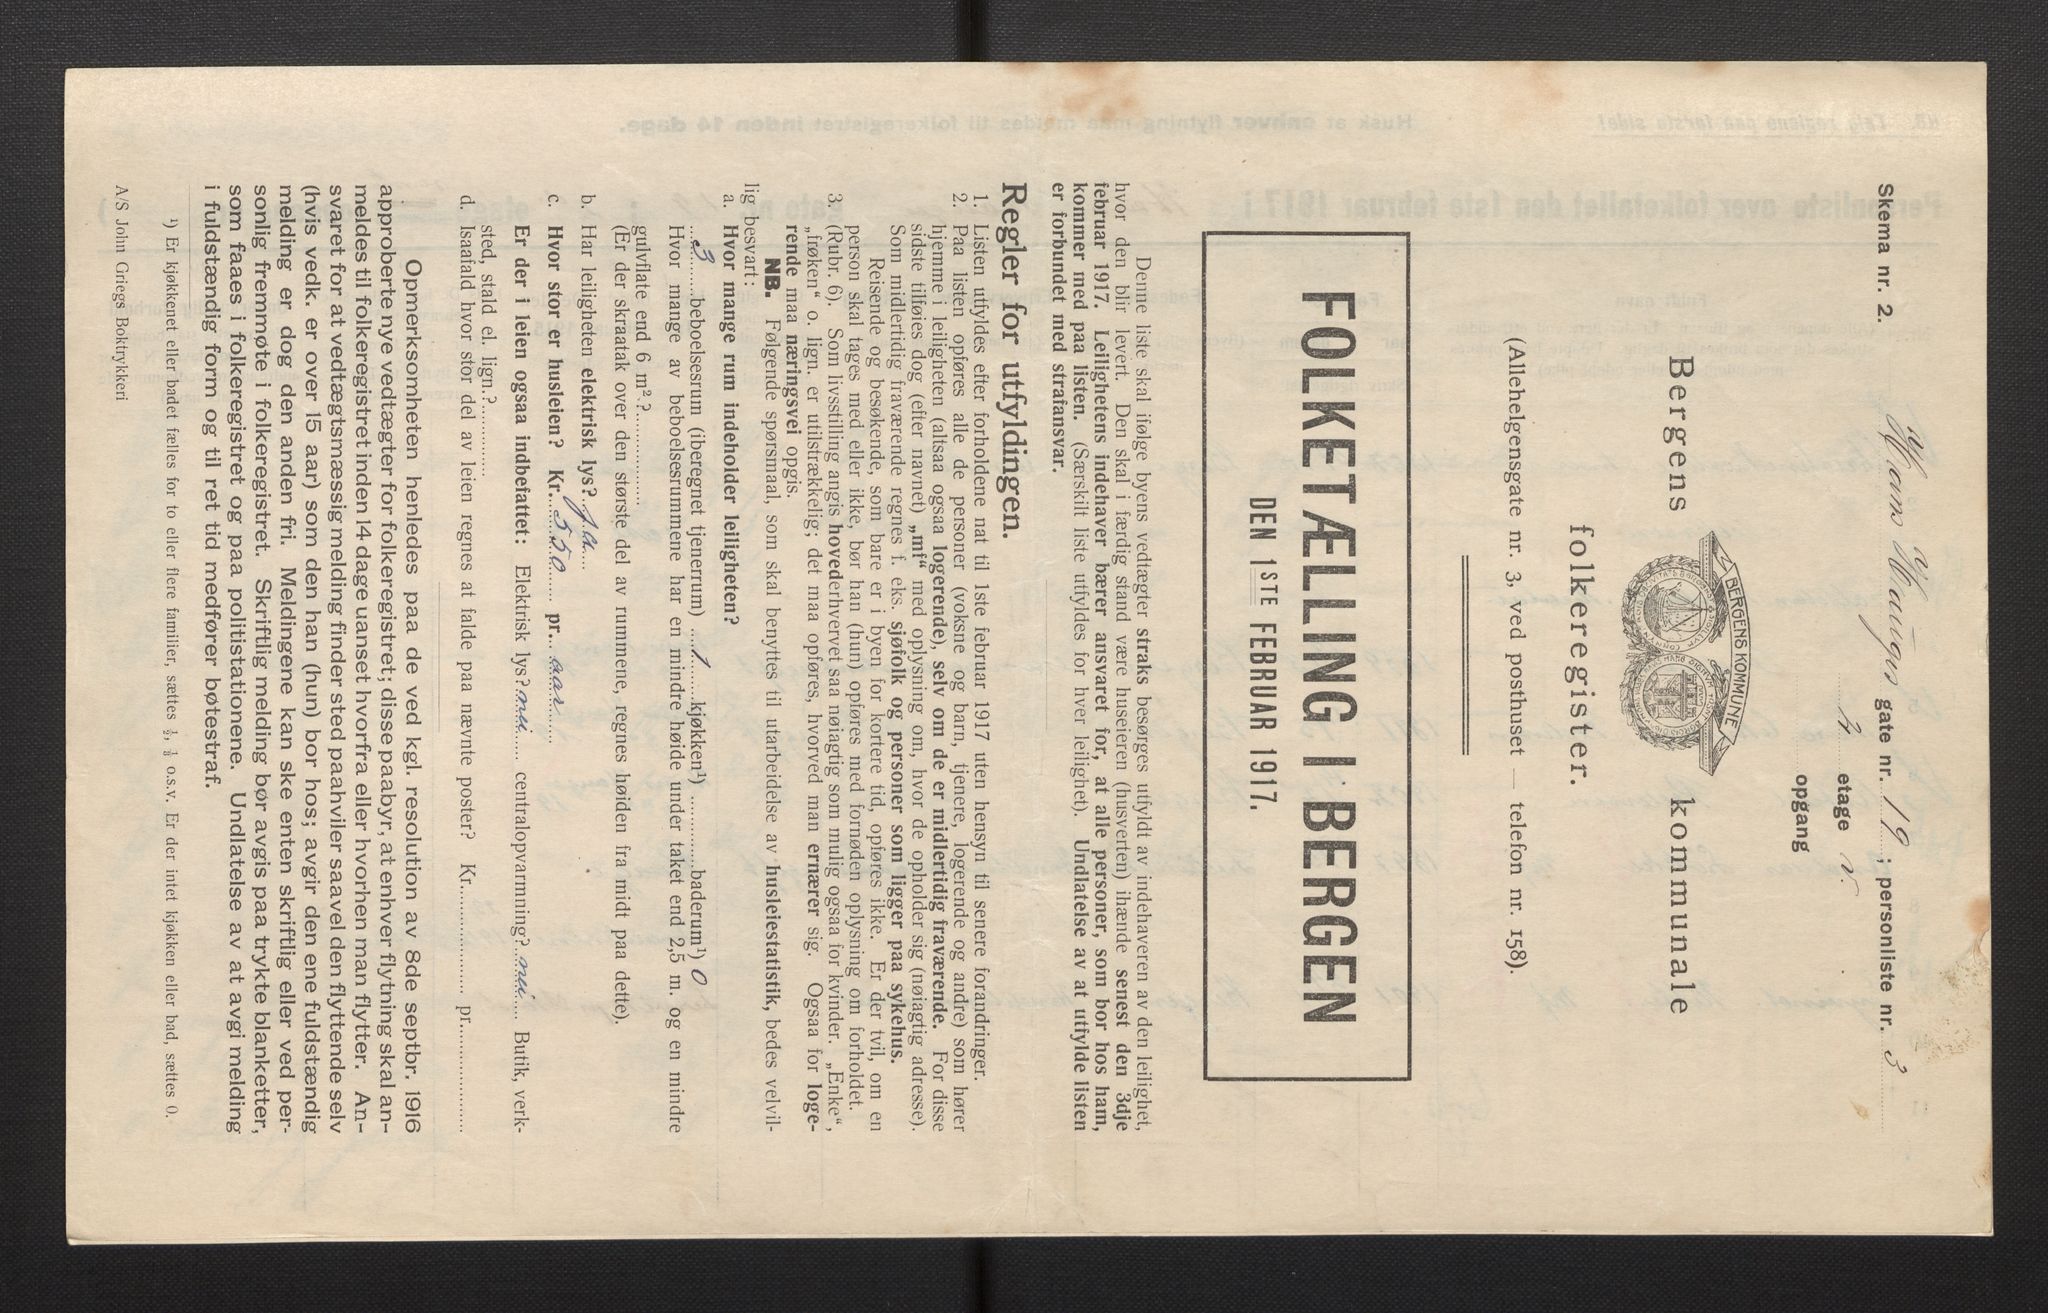 Skema nr. 2. Hans Hauges gate nr. 19; personliste nr. 3
2 etage v.
opgang
Bergens kommunale
BERGENS KOMMUNE
folkeregister.
(Allehelgensgate nr. 3, ved posthuset — telefon nr. 158).
FOLKETÆLLING I BERGEN
DEN 1STE FEBRUAR 1917.
Denne liste skal ifølge byens vedtægter straks besørges utfyldt av indehaveren av den leilighet,
hvor den blir levert. Den skal i færdig stand være huseieren (husverten) ihænde senest den 3dje
februar 1917. Leilighetens indehaver bærer ansvaret for, at alle personer, som bor hos ham,
kommer med paa listen. (Særskilt liste utfyldes for hver leilighet). Undlatelse av at utfylde listen
er forbundet med strafansvar.
Regler for utfyldingen.
1. Listen utfyldes efter forholdene nat til 1ste februar 1917 uten hensyn til senere forandringer.
2. Paa listen opføres alle de personer (voksne og barn, tjenere, logerende og andre) som hører
hjemme i leiligheten (altsaa ogsaa logerende), selv om de er midlertidig fraværende. For disse
sidste tilføies dog (efter navnet) „mf“ med oplysning om, hvor de opholder sig (nøiagtig adresse).
Som midlertidig fraværende regnes f. eks. sjøfolk og personer som ligger paa sykehus.
Reisende og besøkende, som bare er i byen for kortere tid, opføres ikke. Er der tvil, om en
person skal tages med eller ikke, bør han (hun) opføres med fornøden oplysning om forholdet.
3. (Rubr. 6). Som livsstilling angis hovederhvervet saa nøiagtig som mulig ogsaa for kvinder. „Enke“,
„frøken“ o. lign. er utilstrækkelig; det maa opføres, hvorved man ernærer sig. Ogsaa for loge-
rende maa næringsvei opgis.
NB. Følgende spørsmaal, som skal benyttes til utarbeidelse av husleiestatistik, bedes velvil-
lig besvart:
a. Hvor mange rum indeholder leiligheten?
3 beboelsesrum (iberegnet tjenerrum) 1 kjøkken¹) baderum¹) 0
Hvor mange av beboelsesrummene har en mindre høide under taket end 2,5 m. og en mindre
gulvflate end 6 m².?
(Er der skraatak over den største del av rummene, regnes høiden fra midt paa dette).
b. Har leiligheten elektrisk lys? Ja
c. Hvor stor er husleien? Kr. 550 pr. aar
Er der i leien ogsaa indbefattet: Elektrisk lys? nei centralopvarmning? nei Butik, verk-
sted, stald el. lign.?
d. Isaafald hvor stor del av leien regnes at falde paa nævnte poster? Kr. pr.
Opmerksomheten henledes paa de ved kgl. resolution av 8de septbr. 1916
approberte nye vedtægter for folkeregistret; disse paabyr, at enhver flytning skal an-
meldes til folkeregistret inden 14 dage uanset hvorfra eller hvorhen man flytter. An-
svaret for at vedtægtsmæssig melding finder sted paahviler saavel den flyttende selv
(hvis vedk. er over 15 aar) som den han (hun) bor hos; avgir den ene fuldstændig
melding er dog den anden fri. Meldingene kan ske enten skriftlig eller ved per-
sonlig fremmøte i folkeregistret. Skriftlig melding bør avgis paa trykte blanketter,
som faaes i folkeregistret og paa politistationene. Undlatelse av at avgi melding
i fuldstændig form og til ret tid medfører bøtestraf.
¹) Er kjøkkenet eller badet fælles for to eller flere familier, sættes ½, ⅓ o.s.v. Er der intet kjøkken eller bad, sættes 0.
A/S John Griegs Boktrykkeri